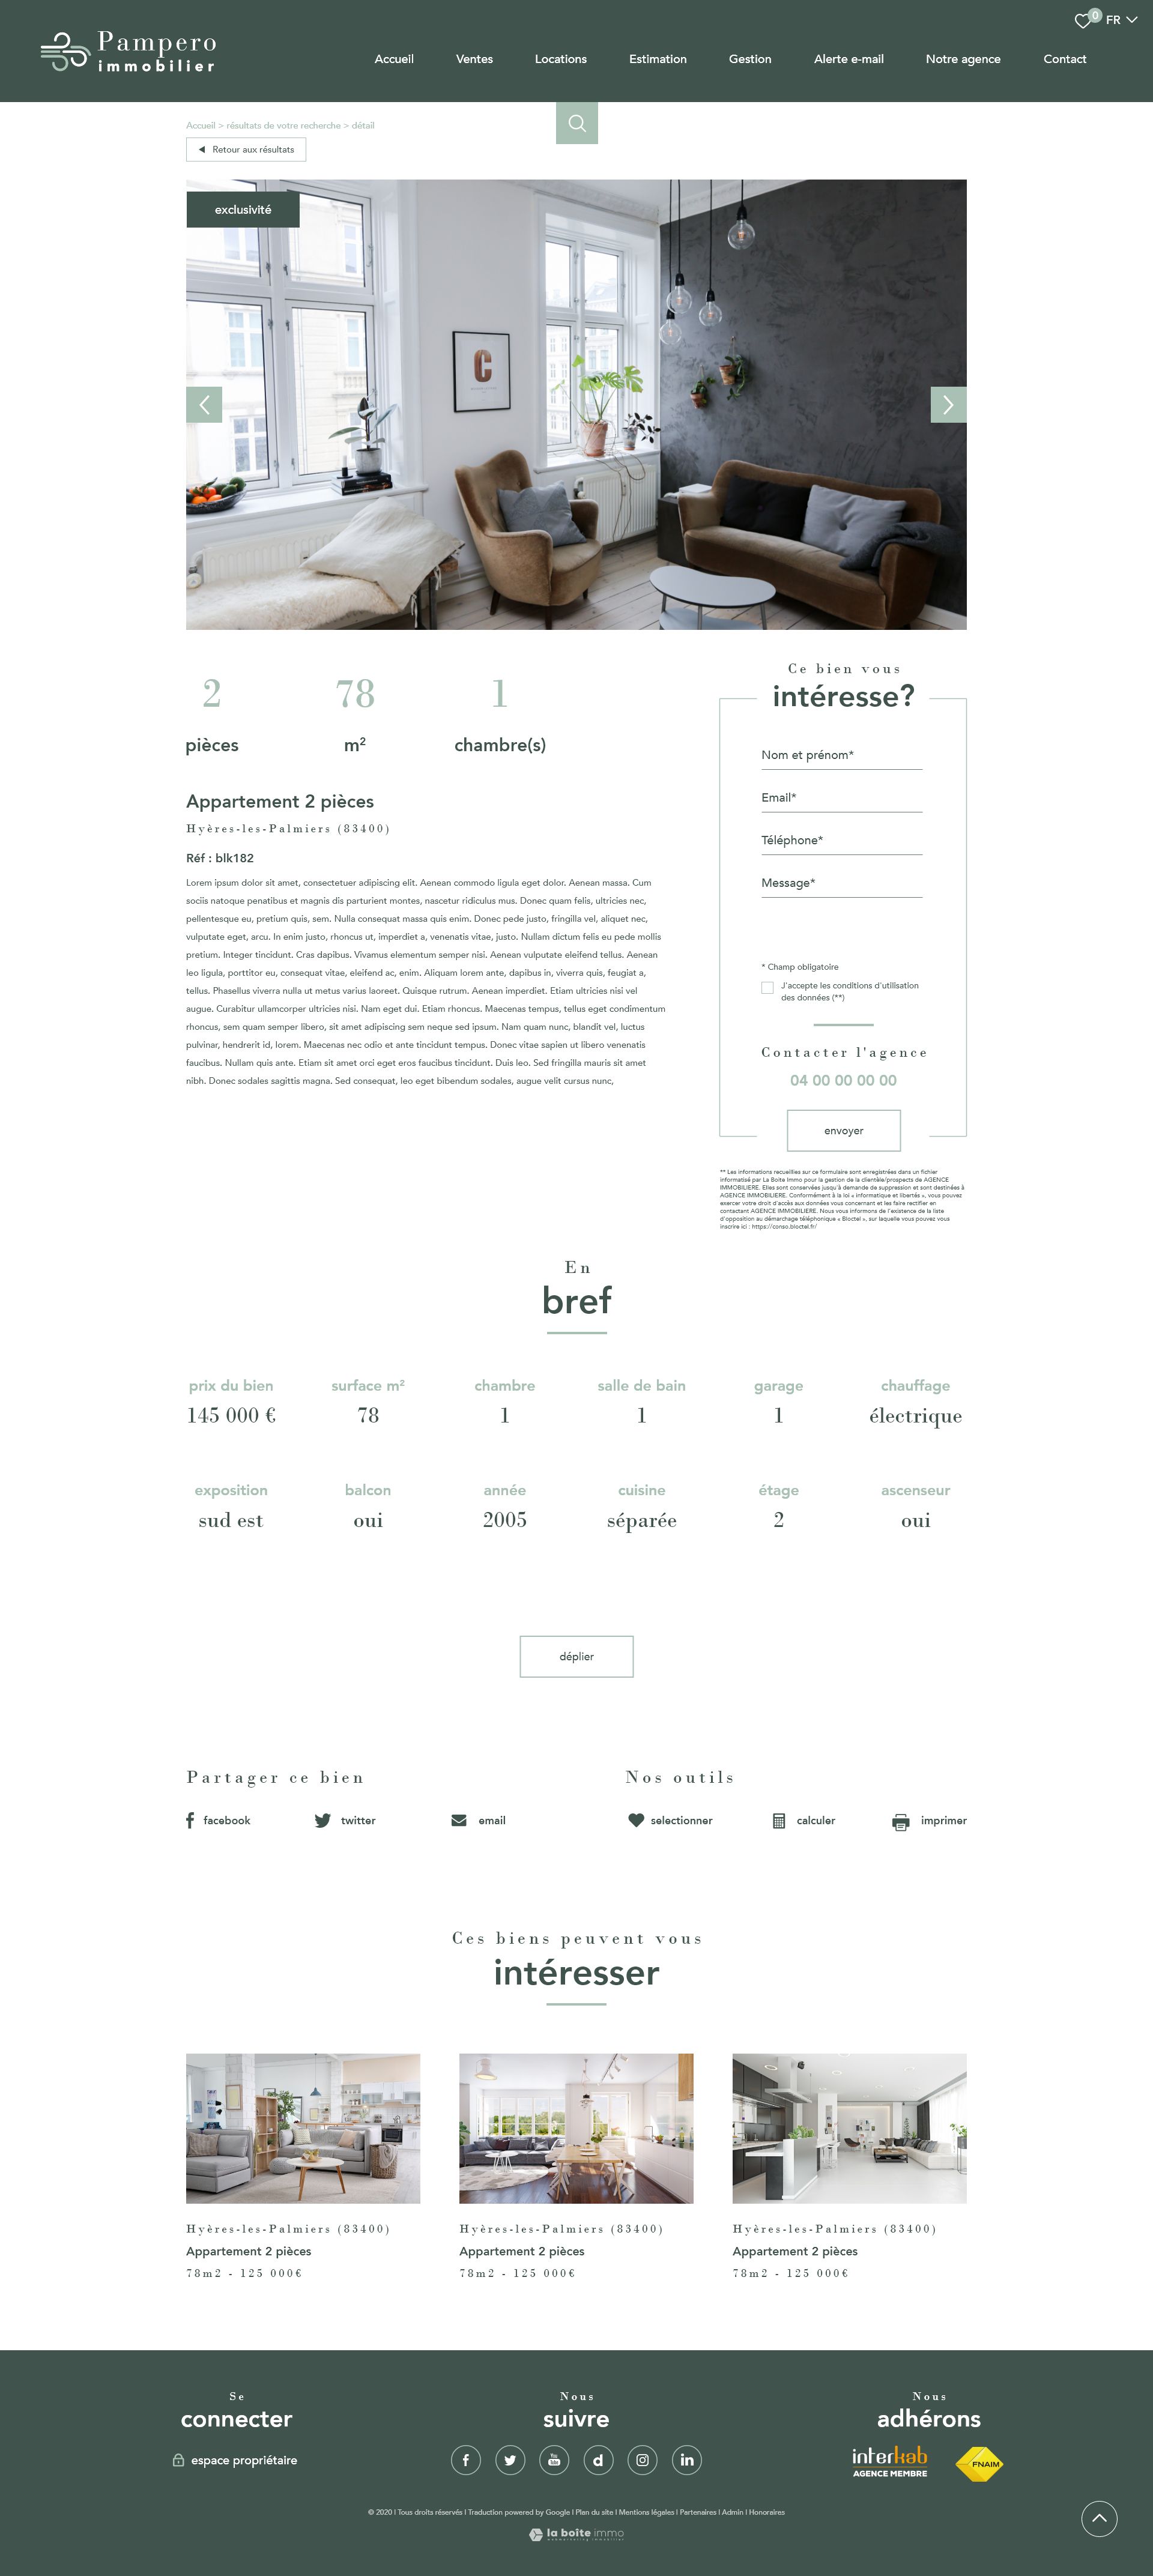 0 FR
Pampero
immobilier
Accueil Ventes Locations Estimation Gestion Alerte e-mail Notre agence Contact
Accueil > résultats de votre recherche > détail
Retour aux résultats
exclusivité
C
2 78 1
pièces m² chambre(s)
Appartement 2 pièces
Hyères-les-Palmiers (83400)
Réf : blk182
Lorem ipsum dolor sit amet, consectetuer adipiscing elit. Aenean commodo ligula eget dolor. Aenean massa. Cum
sociis natoque penatibus et magnis dis parturient montes, nascetur ridiculus mus. Donec quam felis, ultricies nec,
pellentesque eu, pretium quis, sem. Nulla consequat massa quis enim. Donec pede justo, fringilla vel, aliquet nec,
vulputate eget, arcu. In enim justo, rhoncus ut, imperdiet a, venenatis vitae, justo. Nullam dictum felis eu pede mollis
pretium. Integer tincidunt. Cras dapibus. Vivamus elementum semper nisi. Aenean vulputate eleifend tellus. Aenean
leo ligula, porttitor eu, consequat vitae, eleifend ac, enim. Aliquam lorem ante, dapibus in, viverra quis, feugiat a,
tellus. Phasellus viverra nulla ut metus varius laoreet. Quisque rutrum. Aenean imperdiet. Etiam ultricies nisi vel
augue. Curabitur ullamcorper ultricies nisi. Nam eget dui. Etiam rhoncus. Maecenas tempus, tellus eget condimentum
rhoncus, sem quam semper libero, sit amet adipiscing sem neque sed ipsum. Nam quam nunc, blandit vel, luctus
pulvinar, hendrerit id, lorem. Maecenas nec odio et ante tincidunt tempus. Donec vitae sapien ut libero venenatis
faucibus. Nullam quis ante. Etiam sit amet orci eget eros faucibus tincidunt. Duis leo. Sed fringilla mauris sit amet
nibh. Donec sodales sagittis magna. Sed consequat, leo eget bibendum sodales, augue velit cursus nunc,
Ce bien vous
intéresse?
Nom et prénom*
Email*
Téléphone*
Message*
* Champ obligatoire
J'accepte les conditions d'utilisation
des données (**)
Contacter l'agence
04 00 00 00 00
envoyer
** Les informations recueillies sur ce formulaire sont enregistrées dans un fichier
informatisé par La Boite Immo pour la gestion de la clientèle/prospects de AGENCE
IMMOBILIERE. Elles sont conservées jusqu'à demande de suppression et sont destinées à
AGENCE IMMOBILIERE. Conformément à la loi « informatique et libertés », vous pouvez
exercer votre droit d'accès aux données vous concernant et les faire rectifier en
contactant AGENCE IMMOBILIERE. Nous vous informons de l'existence de la liste
d'opposition au démarchage téléphonique « Bloctel », sur laquelle vous pouvez vous
inscrire ici : https://conso.bloctel.fr/
En
bref
prix du bien surface m² chambre salle de bain garage chauffage
145 000 € 78 1 1 1 électrique
exposition balcon année cuisine étage ascenseur
sud est oui 2005 séparée 2 oui
déplier
Partager ce bien Nos outils
facebook twitter email selectionner calculer imprimer
Ces biens peuvent vous
intéresser
Hyères-les-Palmiers (83400) Hyères-les-Palmiers (83400) Hyères-les-Palmiers (83400)
Appartement 2 pièces Appartement 2 pièces Appartement 2 pièces
78m2 - 125 000€ 78m2 - 125 000€ 78m2 - 125 000€
Se Nous Nous
connecter suivre adhérons
espace propriétaire
You Tube
interkab
AGENCE MEMBRE
FNAIM
© 2020 | Tous droits réservés | Traduction powered by Google | Plan du site | Mentions légales | Partenaires | Admin | Honoraires
la boite immo